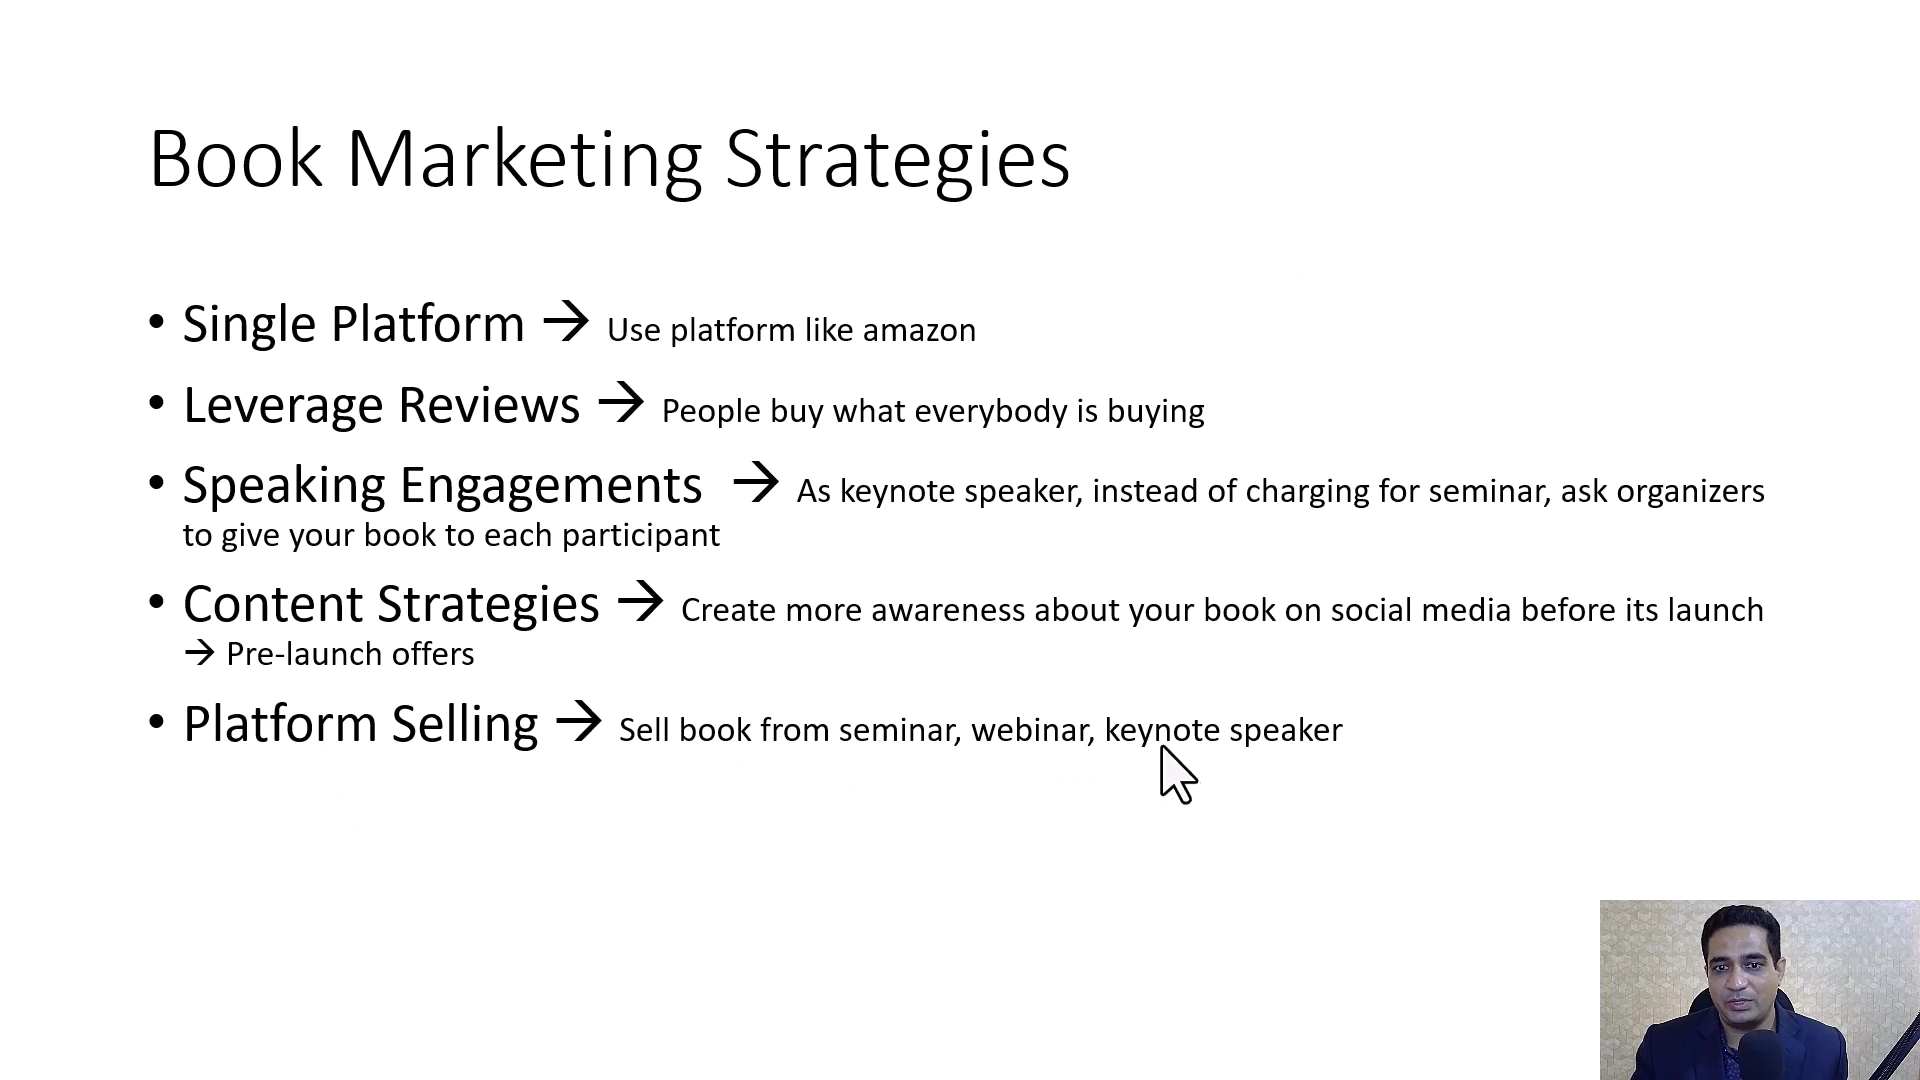 Book Marketing Strategies
• Single Platform → Use platform like amazon
• Leverage Reviews → People buy what everybody is buying
• Speaking Engagements → As keynote speaker, instead of charging for seminar, ask organizers
to give your book to each participant
• Content Strategies → Create more awareness about your book on social media before its launch
→ Pre-launch offers
• Platform Selling → Sell book from seminar, webinar, keynote speaker